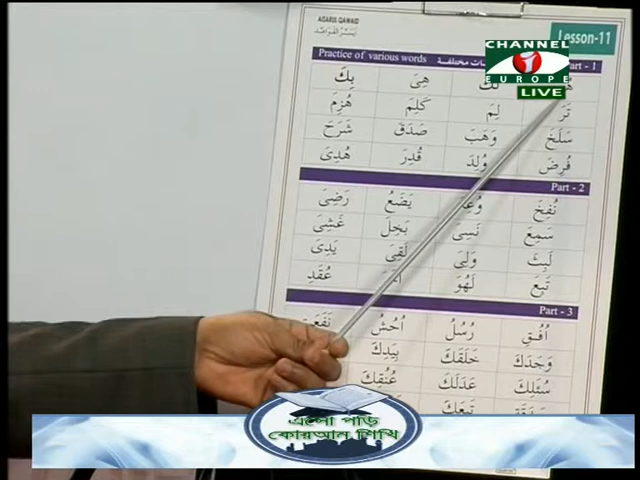 AQARUL QAWAID
Lesson-11
CHANNEL
EUROPE
LIVE
Practice of various words
Part - 1
هِىَ بِكَ
لِمَ كَلِمَ هُزِمَ
سَلَخَ وَهَبَ صَدَقَ شَرَحَ
فُرِضَ وُلِدَ قُدِرَ هُدِىَ
Part - 2
نُفِخَ يَضَعُ رَضِىَ
سَمِعَ نَسِىَ بَخِلَ غَشِىَ
لَبِثَ وَلِىَ لَقِىَ يَدِىَ
تَبِعَ لَهُوَ عُقَدِ
Part - 3
اُفُقِ رُسُلُ نَفَعَ
وَجَدَكَ خَلَقَكَ بِيَدِكَ
سُئِلَكَ عَدَلَكَ عُنُقِكَ
تَبِعَكَ
এসো পড়ি
কোরআন শিখি